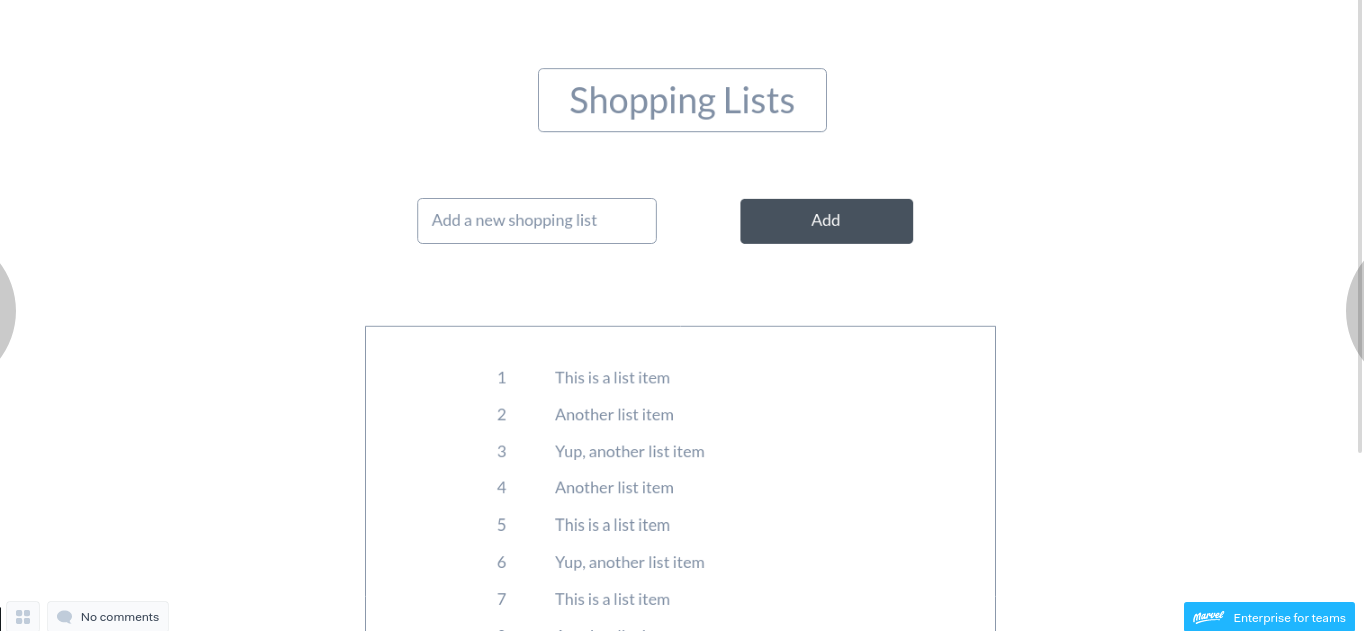 Shopping Lists
Add a new shopping list
Add
1 This is a list item
2 Another list item
3 Yup, another list item
4 Another list item
5 This is a list item
6 Yup, another list item
7 This is a list item
No comments
Marvel Enterprise for teams